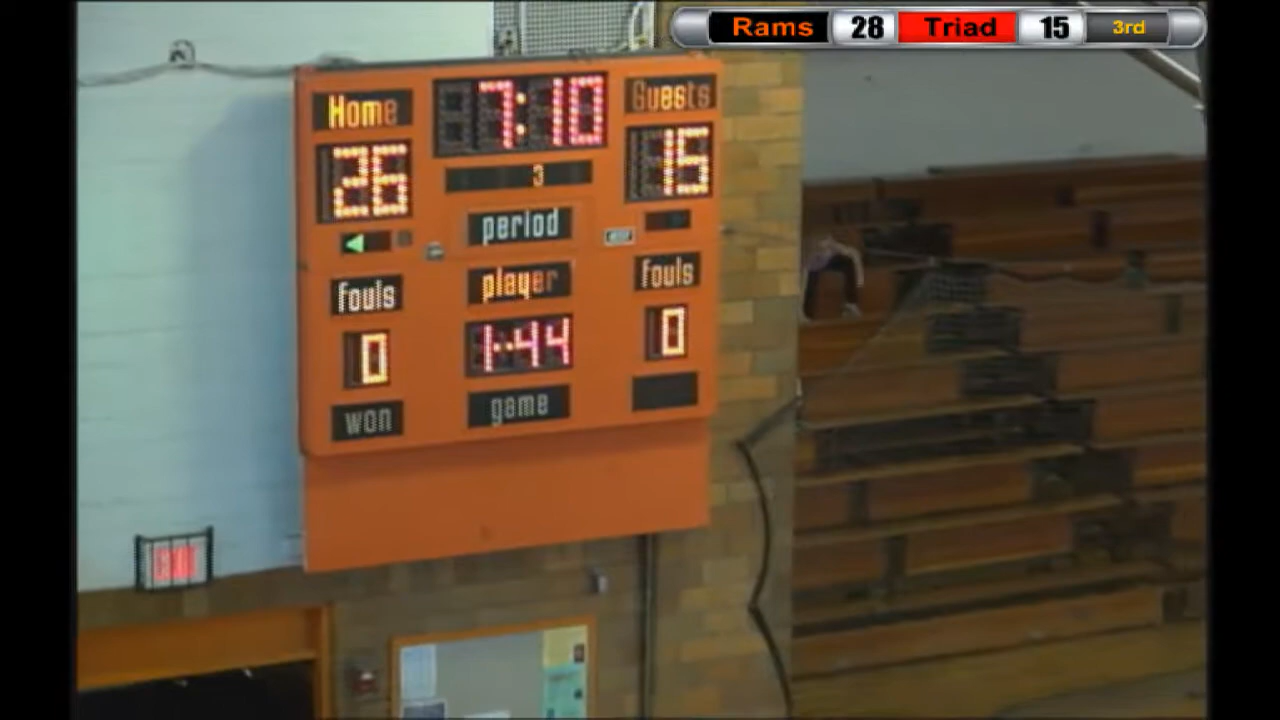 Rams 28 Triad 15 3rd
Home 7:10 Guests
26 3 15
period
fouls player fouls
0 1-44 0
won game